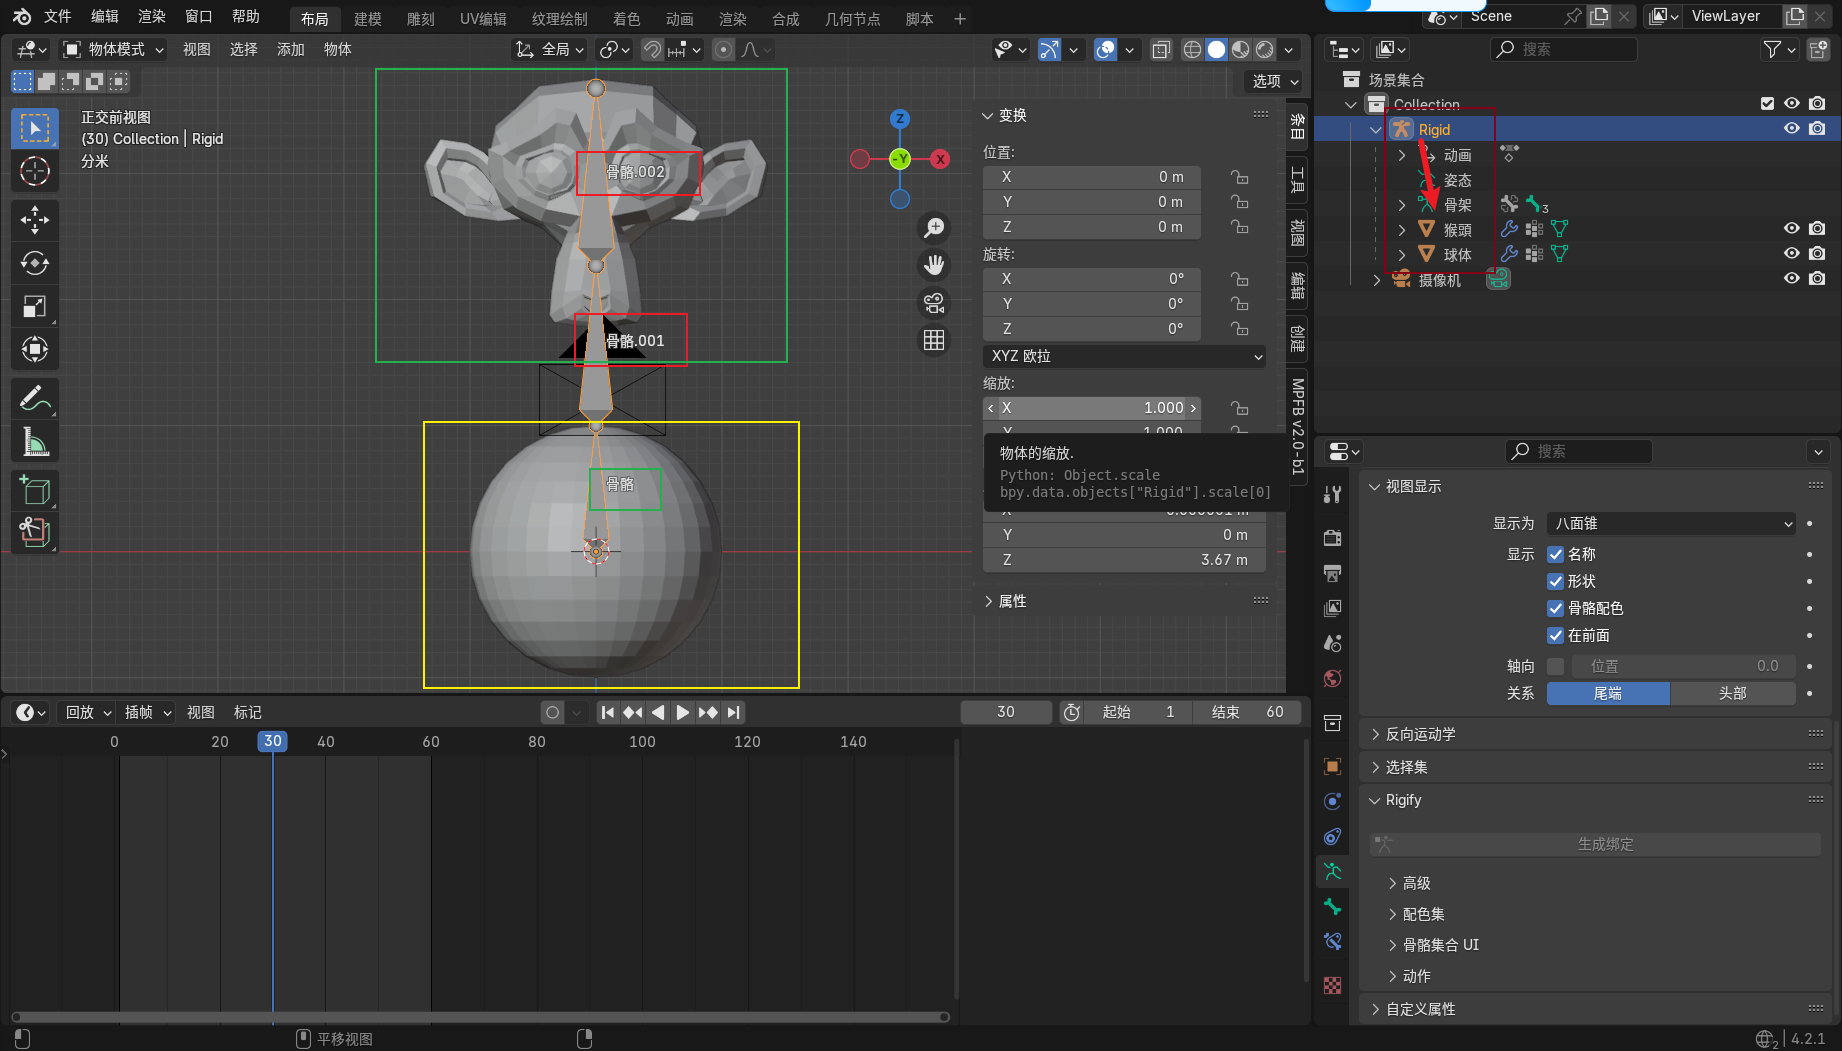 文件 编辑 渲染 窗口 帮助 布局 建模 雕刻 UV编辑 纹理绘制 着色 动画 渲染 合成 几何节点 脚本 +
Scene
ViewLayer
物体模式 视图 选择 添加 物体
全局
选项
搜索
正交前视图
(30) Collection | Rigid
分米
骨骼.002
骨骼.001
骨骼
Z
-Y
X
变换
位置:
X 0 m
Y 0 m
Z 0 m
旋转:
X 0°
Y 0°
Z 0°
XYZ 欧拉
缩放:
X 1.000
Y 1.000
物体的缩放.
Python: Object.scale
bpy.data.objects["Rigid"].scale[0]
Y 0 m
Z 3.67 m
属性
条目
工具
视图
编辑
创建
MPFB v2.0-b1
场景集合
Collection
Rigid
动画
姿态
骨架 3
猴頭
球体
摄像机
搜索
视图显示
显示为 八面锥
显示 名称
形状
骨骼配色
在前面
轴向 位置 0.0
关系 尾端 头部
反向运动学
选择集
Rigify
生成绑定
高级
配色集
骨骼集合 UI
动作
自定义属性
回放 插帧 视图 标记
30 起始 1 结束 60
0 20 30 40 60 80 100 120 140
平移视图
2 4.2.1